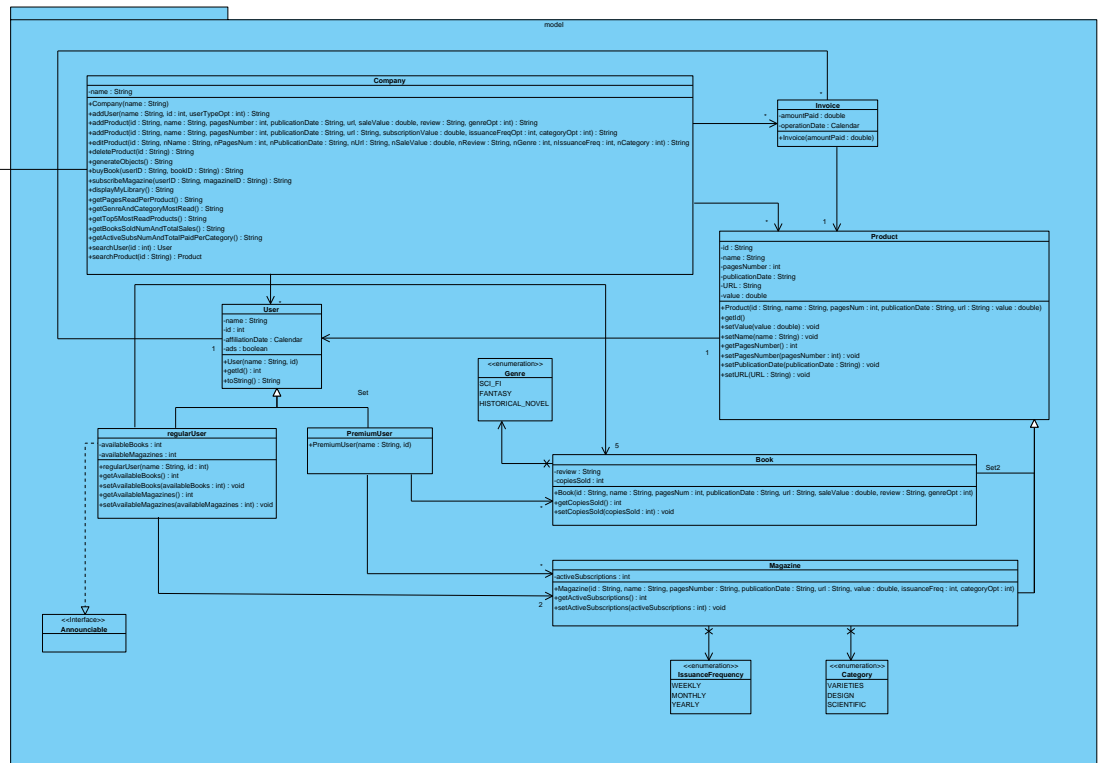 model
Company
-name : String
+Company(name : String)
+addUser(name : String, id : int, userTypeOpt : int) : String
+addProduct(id : String, name : String, pagesNumber : int, publicationDate : String, url, saleValue : double, review : String, genreOpt : int) : String
+addProduct(id : String, name : String, pagesNumber : int, publicationDate : String, url : String, subscriptionValue : double, issuanceFreqOpt : int, categoryOpt : int) : String
+editProduct(id : String, nName : String, nPagesNum : int, nPublicationDate : String, nUrl : String, nSaleValue : double, nReview : String, nGenre : int, nIssuanceFreq : int, nCategory : int) : String
+deleteProduct(id : String) : String
+generateObjects() : String
+buyBook(userID : String, bookID : String) : String
+subscribeMagazine(userID : String, magazineID : String) : String
+displayMyLibrary() : String
+getPagesReadPerProduct() : String
+getGenreAndCategoryMostRead() : String
+getTop5MostReadProducts() : String
+getBooksSoldNumAndTotalSales() : String
+getActiveSubsNumAndTotalPaidPerCategory() : String
+searchUser(id : int) : User
+searchProduct(id : String) : Product
*
*
Invoice
-amountPaid : double
-operationDate : Calendar
+Invoice(amountPaid : double)
*
1
Product
-id : String
-name : String
-pagesNumber : int
-publicationDate : String
-URL : String
-value : double
+Product(id : String, name : String, pagesNum : int, publicationDate : String, url : String : value : double)
+getId()
+setValue(value : double) : void
+setName(name : String) : void
+getPagesNumber() : int
+setPagesNumber(pagesNumber : int) : void
+setPublicationDate(publicationDate : String) : void
+setURL(URL : String) : void
*
User
-name : String
-id : int
-affiliationDate : Calendar
-ads : boolean
+User(name : String, id)
+getId() : int
+toString() : String
1
1
<<enumeration>>
Genre
SCI_FI
FANTASY
HISTORICAL_NOVEL
Set
regularUser
-availableBooks : int
-availableMagazines : int
+regularUser(name : String, id : int)
+getAvailableBooks() : int
+setAvailableBooks(availableBooks : int) : void
+getAvailableMagazines() : int
+setAvailableMagazines(availableMagazines : int) : void
PremiumUser
+PremiumUser(name : String, id)
5
Book
-review : String
-copiesSold : int
+Book(id : String, name : String, pagesNum : int, publicationDate : String, url : String, saleValue : double, review : String, genreOpt : int)
+getCopiesSold() : int
+setCopiesSold(copiesSold : int) : void
Set2
*
*
Magazine
-activeSubscriptions : int
+Magazine(id : String, name : String, pagesNumber : String, publicationDate : String, url : String, value : double, issuanceFreq : int, categoryOpt : int)
+getActiveSubscriptions() : int
+setActiveSubscriptions(activeSubscriptions : int) : void
2
<<Interface>>
Announciable
<<enumeration>>
IssuanceFrequency
WEEKLY
MONTHLY
YEARLY
<<enumeration>>
Category
VARIETIES
DESIGN
SCIENTIFIC